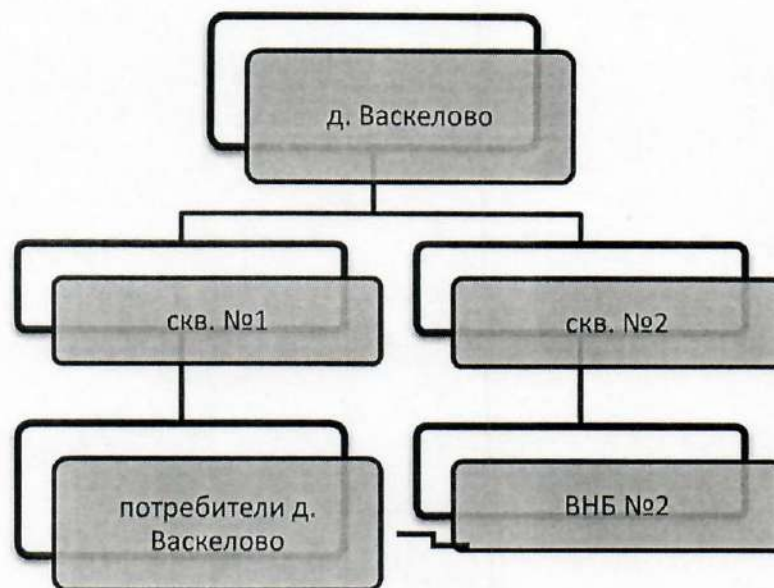 д. Васкелово
скв. №1
скв. №2
потребители д.
Васкелово
ВНБ №2